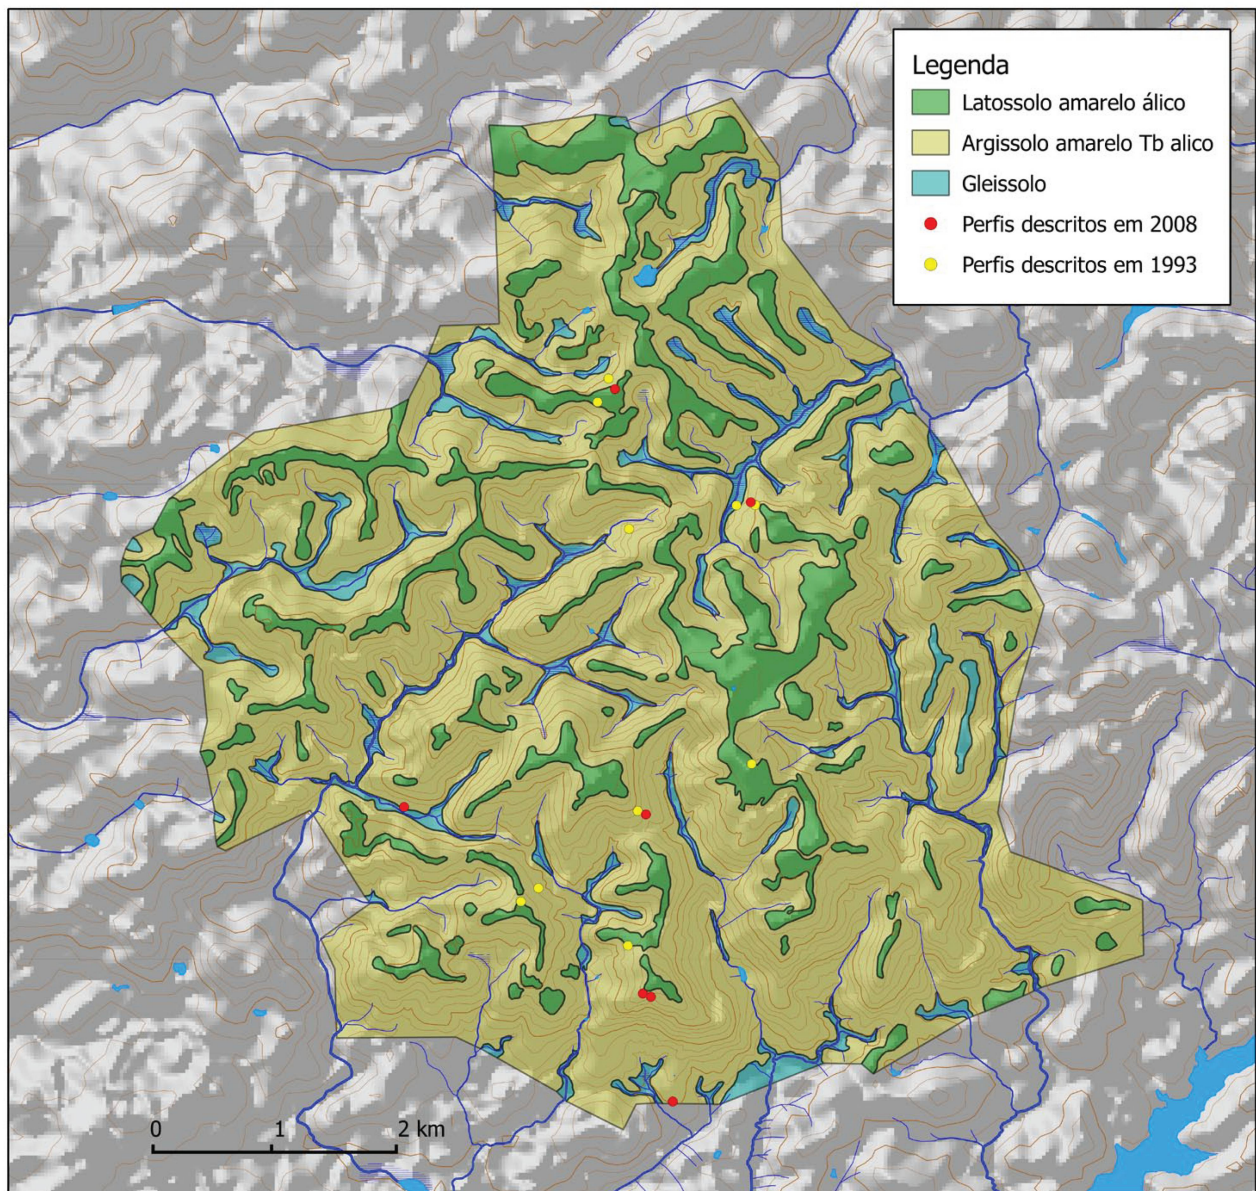 Legenda
Latossolo amarelo álico
Argissolo amarelo Tb alico
Gleissolo
Perfis descritos em 2008
Perfis descritos em 1993
0 1 2 km